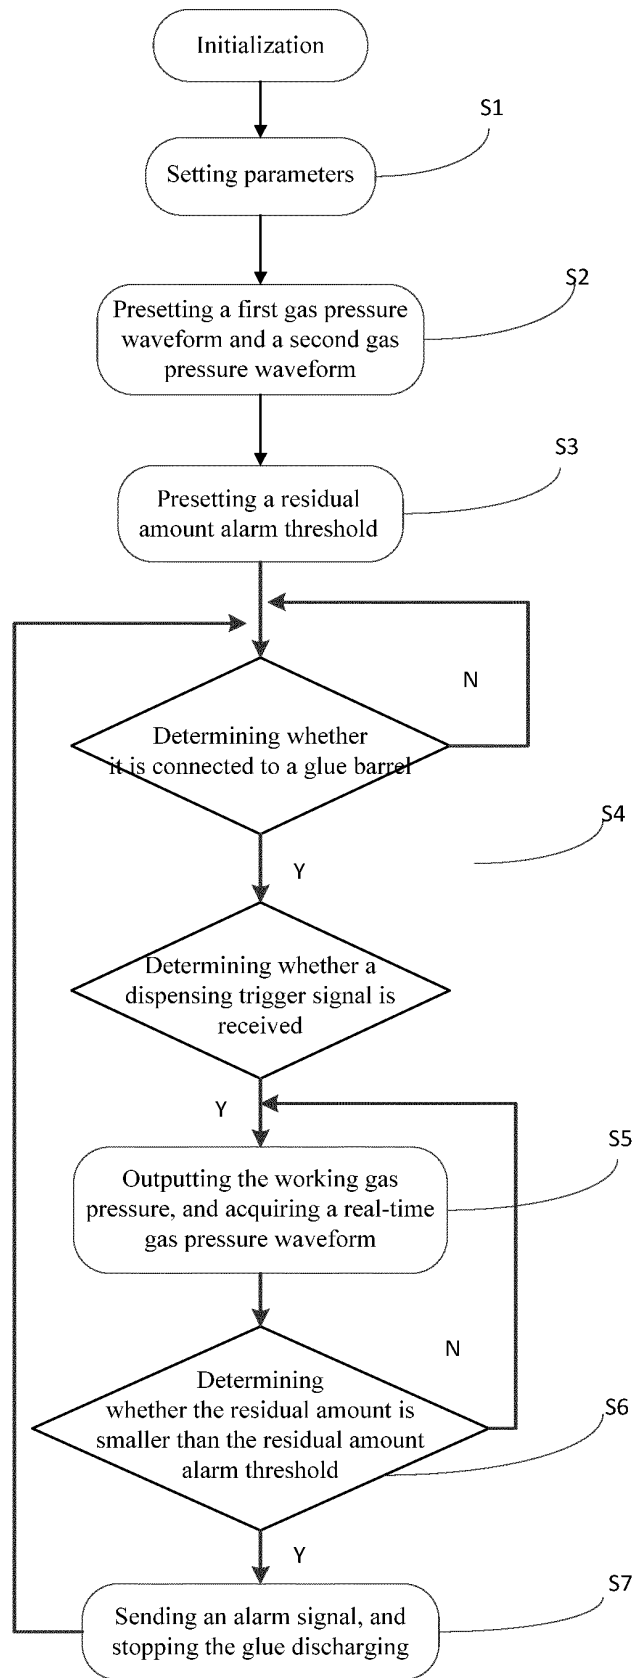 Initialization
S1
Setting parameters
S2
Presetting a first gas pressure
waveform and a second gas
pressure waveform
S3
Presetting a residual
amount alarm threshold
N
Determining whether
it is connected to a glue barrel
S4
Y
Determining whether a
dispensing trigger signal is
received
Y
S5
Outputting the working gas
pressure, and acquiring a real-time
gas pressure waveform
N
Determining
whether the residual amount is
smaller than the residual amount
alarm threshold
S6
Y
S7
Sending an alarm signal, and
stopping the glue discharging